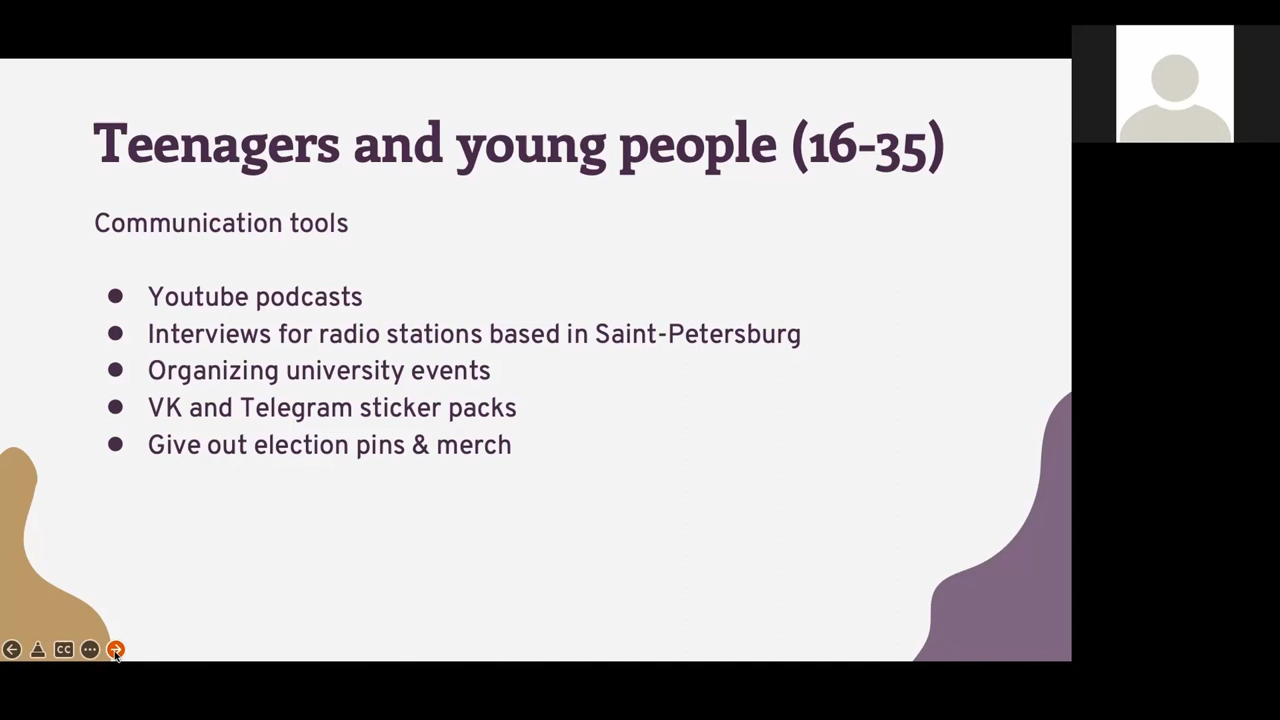 Teenagers and young people (16-35)
Communication tools
● Youtube podcasts
● Interviews for radio stations based in Saint-Petersburg
● Organizing university events
● VK and Telegram sticker packs
● Give out election pins & merch
CC